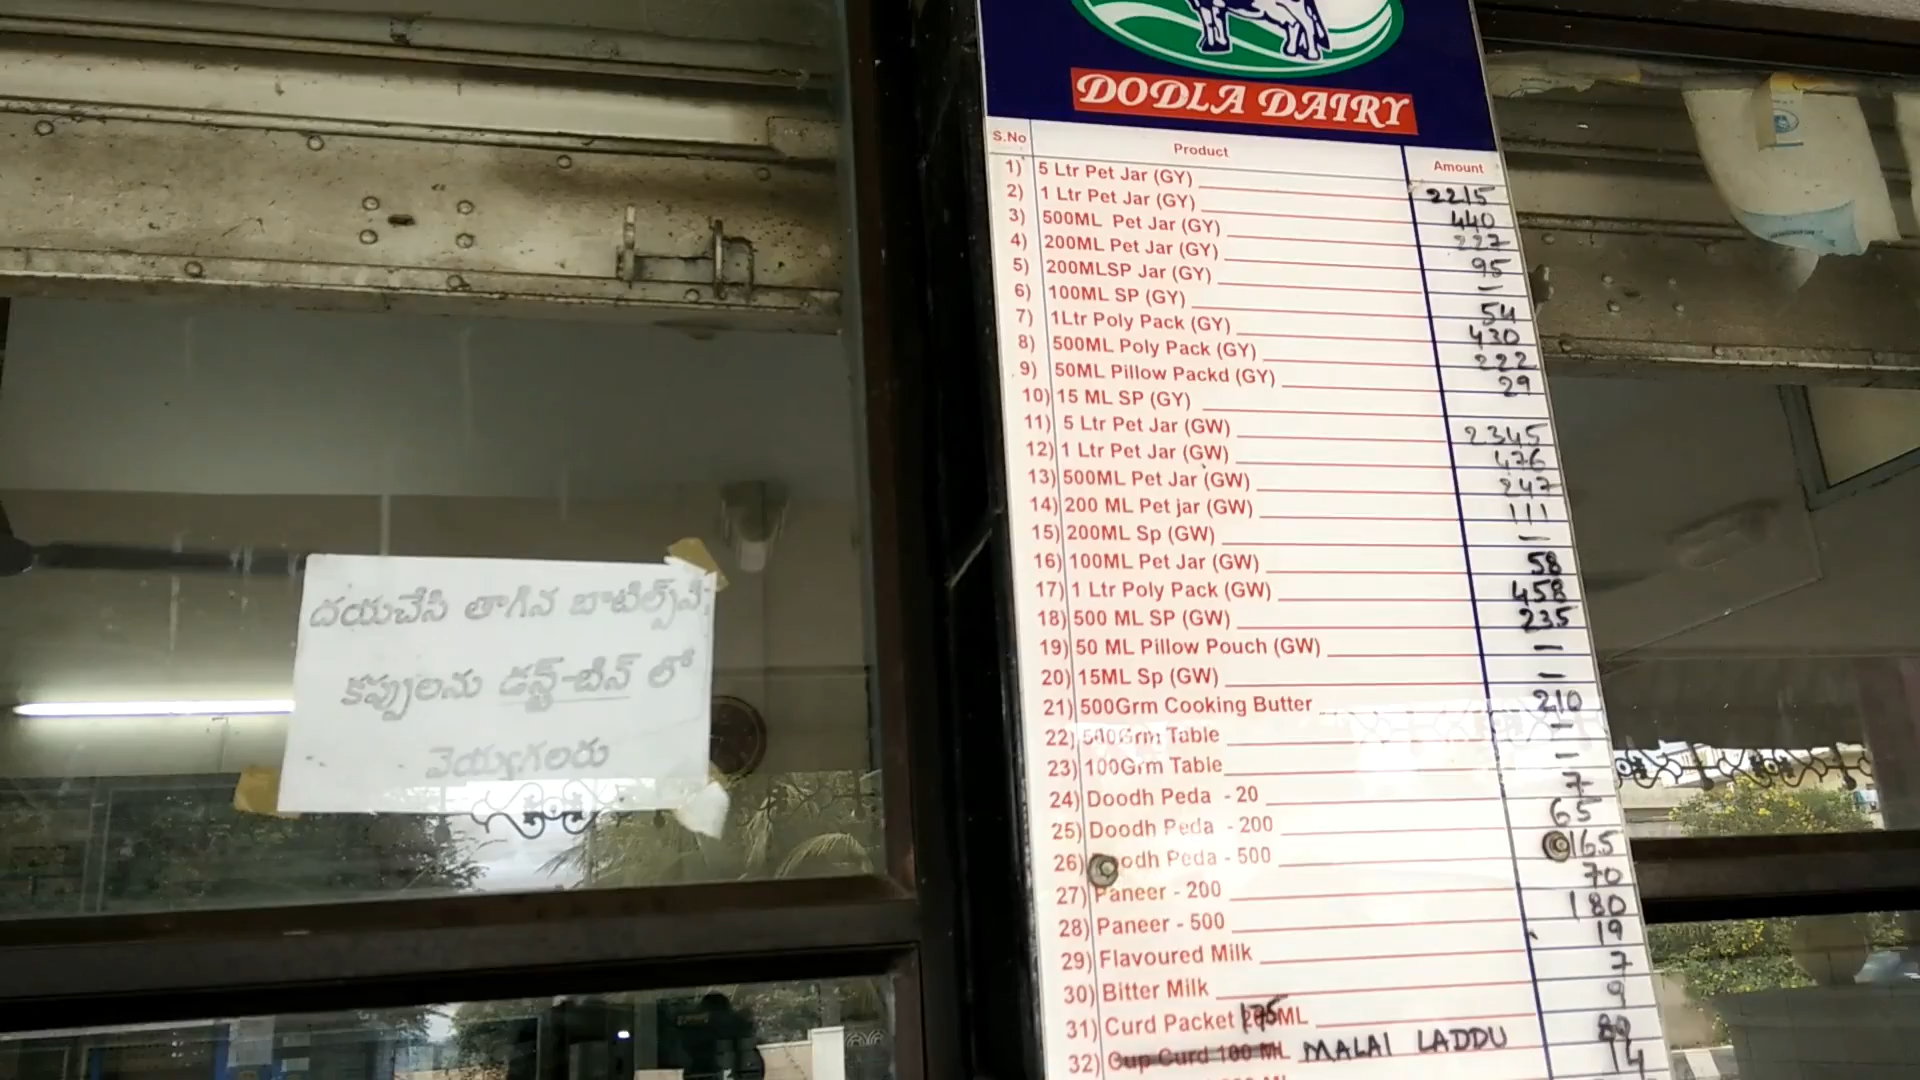 DODLA DAIRY
S.No Product Amount
1) 5 Ltr Pet Jar (GY) 2215
2) 1 Ltr Pet Jar (GY) 440
3) 500ML Pet Jar (GY) 227
4) 200ML Pet Jar (GY) 95
5) 200MLSP Jar (GY) –
6) 100ML SP (GY) 54
7) 1Ltr Poly Pack (GY) 430
8) 500ML Poly Pack (GY) 222
9) 50ML Pillow Packd (GY) 29
10) 15 ML SP (GY)
11) 5 Ltr Pet Jar (GW) 2345
12) 1 Ltr Pet Jar (GW) 476
13) 500ML Pet Jar (GW) 247
14) 200 ML Pet jar (GW) 111
15) 200ML Sp (GW) –
16) 100ML Pet Jar (GW) 58
17) 1 Ltr Poly Pack (GW) 458
18) 500 ML SP (GW) 235
19) 50 ML Pillow Pouch (GW) –
20) 15ML Sp (GW) –
21) 500Grm Cooking Butter 210
22) 500Grm Table –
23) 100Grm Table –
24) Doodh Peda - 20 7
25) Doodh Peda - 200 65
26) Doodh Peda - 500 165
27) Paneer - 200 70
28) Paneer - 500 180
29) Flavoured Milk 19
30) Bitter Milk 7
31) Curd Packet 175ML 9
32) Cup Curd 100 ML MALAI LADDU
14
దయచేసి తాగిన బాటిల్స్‌ని;
కప్పులను డస్ట్-బిన్ లో
వెయ్యగలరు